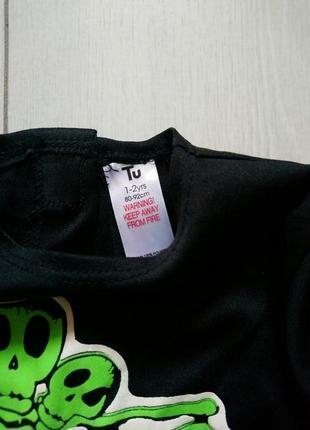 Tu
1-2yrs
80-92cm
WARNING!
KEEP AWAY
FROM FIRE